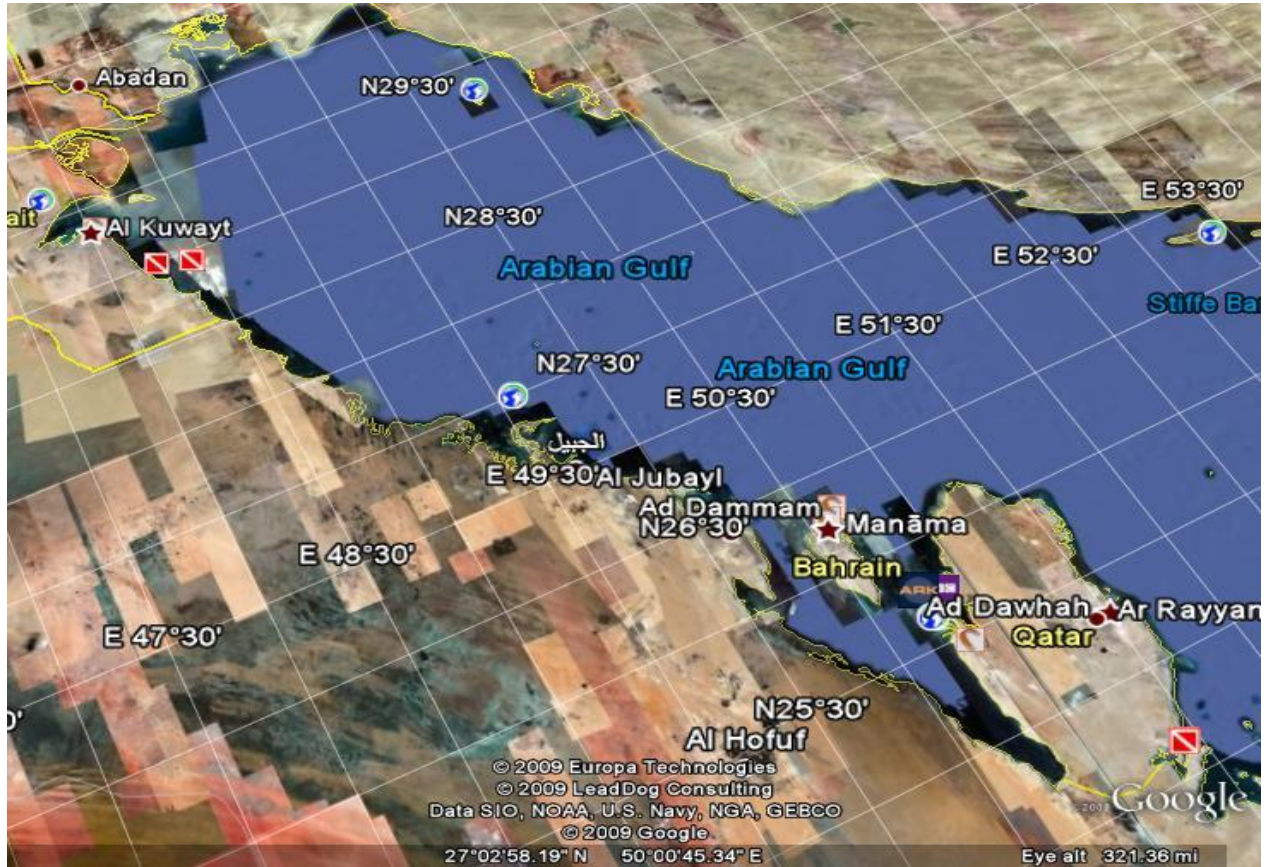 Abadan
N29°30'
E 53°30'
ait
Al Kuwayt
N28°30'
E 52°30'
Arabian Gulf
Stiffe Ba
E 51°30'
N27°30'
Arabian Gulf
E 50°30'
الجبيل
E 49°30'
Al Jubayl
Ad Dammam
N26°30'
Manāma
E 48°30'
Bahrain
ARK
Ad Dawhah
Ar Rayyan
E 47°30'
Qatar
N25°30'
0'
Al Hofuf
© 2009 Europa Technologies
© 2009 LeadDog Consulting
Data SIO, NOAA, U.S. Navy, NGA, GEBCO
© 2009 Google
Google
27°02'58.19" N 50°00'45.34" E
Eye alt 321.36 mi